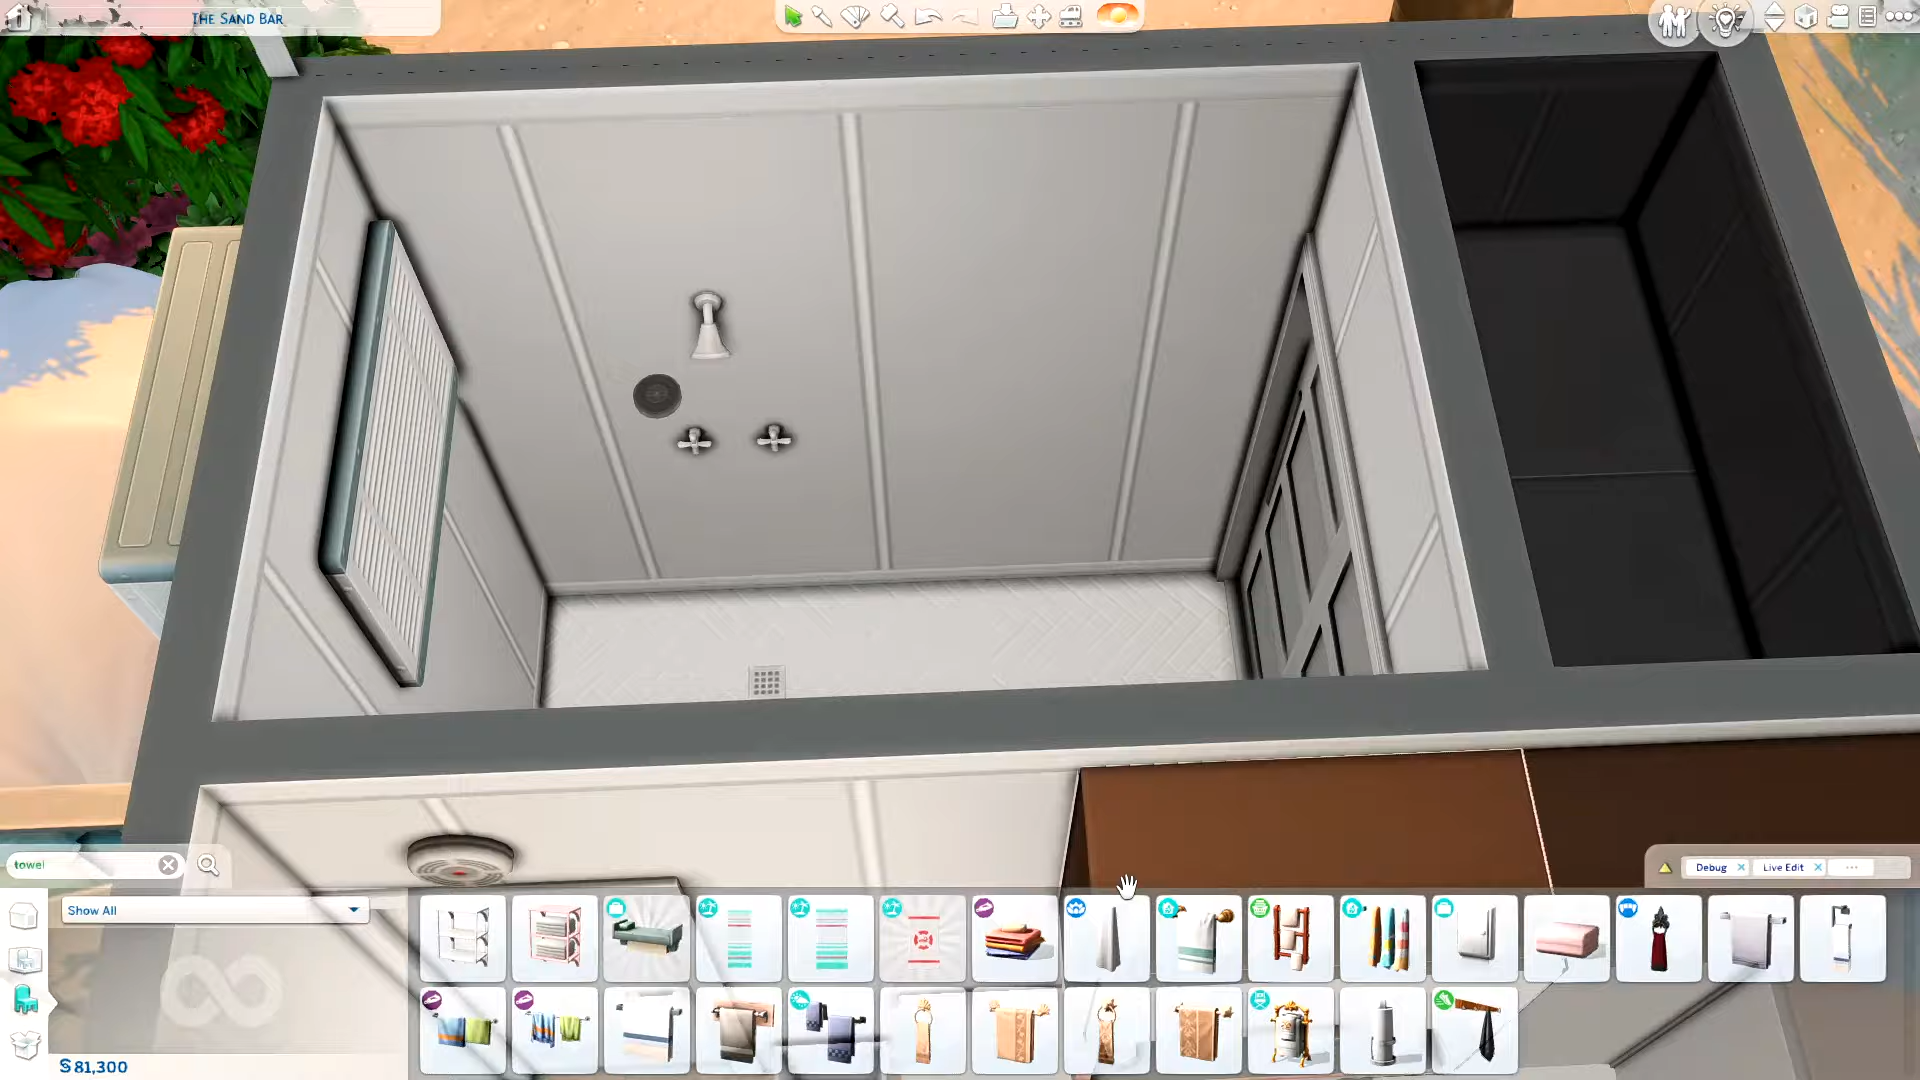 THE SAND BAR
towel
Debug
Live Edit
...
Show All
§81,300